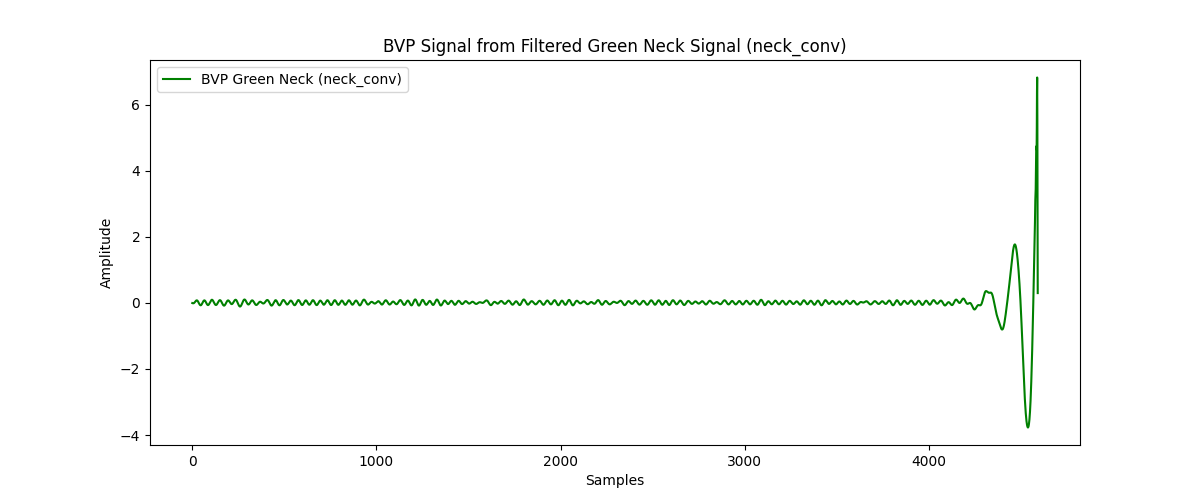 BVP Signal from Filtered Green Neck Signal (neck_conv)
BVP Green Neck (neck_conv)
6
4
2
0
−2
−4
Amplitude
0 1000 2000 3000 4000
Samples